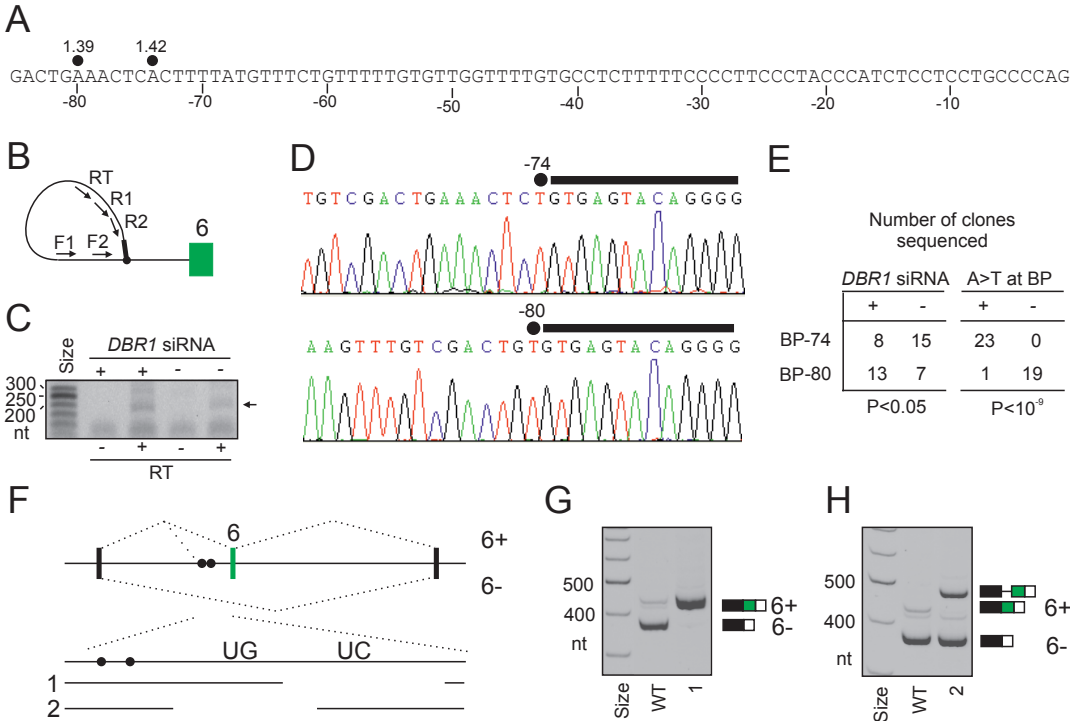 A
1.39 1.42
GACTGAAACTCACTTTTATGTTTCTGTTTTTGTGTTGGTTTTGTGCCTCTTTTTCCCCTTCCCTACCCATCTCCTCCTGCCCCAG
-80 -70 -60 -50 -40 -30 -20 -10
B
RT
R1
R2
F1 F2
6
C
Size
DBR1 siRNA
+ + - -
300
250
200
nt
- + - +
RT
D
-74
TGTCGACTGAAACTCTGTGAGTACAGGGG
-80
AAGTTTGTCGACTGTGTGAGTACAGGGG
E
Number of clones
sequenced
DBR1 siRNA A>T at BP
+ - + -
BP-74 8 15 23 0
BP-80 13 7 1 19
P<0.05 P<10⁻⁹
F
6
6+
6-
UG UC
1
2
G
500
400
nt
6+
6-
Size WT 1
H
500
400
nt
6+
6-
Size WT 2